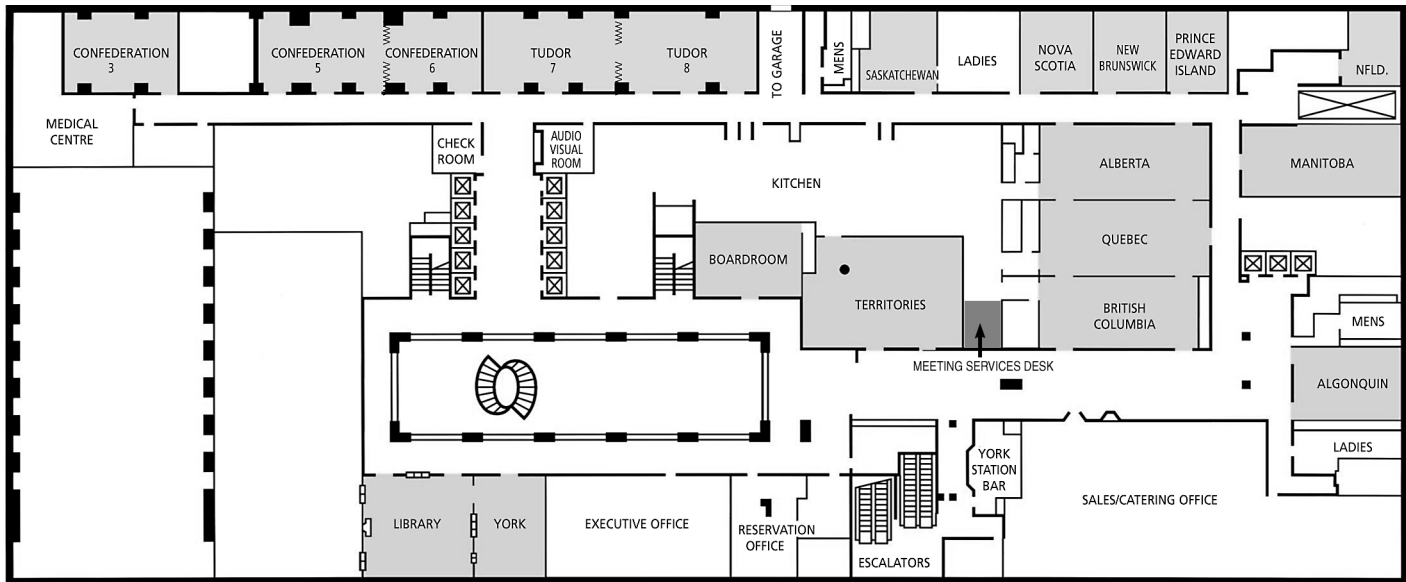 CONFEDERATION
3
CONFEDERATION
5
CONFEDERATION
6
TUDOR
7
TUDOR
8
TO GARAGE
MENS
SASKATCHEWAN
LADIES
NOVA
SCOTIA
NEW
BRUNSWICK
PRINCE
EDWARD
ISLAND
NFLD.
MEDICAL
CENTRE
CHECK
ROOM
AUDIO
VISUAL
ROOM
KITCHEN
ALBERTA
MANITOBA
QUEBEC
BOARDROOM
TERRITORIES
BRITISH
COLUMBIA
MENS
MEETING SERVICES DESK
ALGONQUIN
LADIES
YORK
STATION
BAR
SALES/CATERING OFFICE
LIBRARY
YORK
EXECUTIVE OFFICE
RESERVATION
OFFICE
ESCALATORS